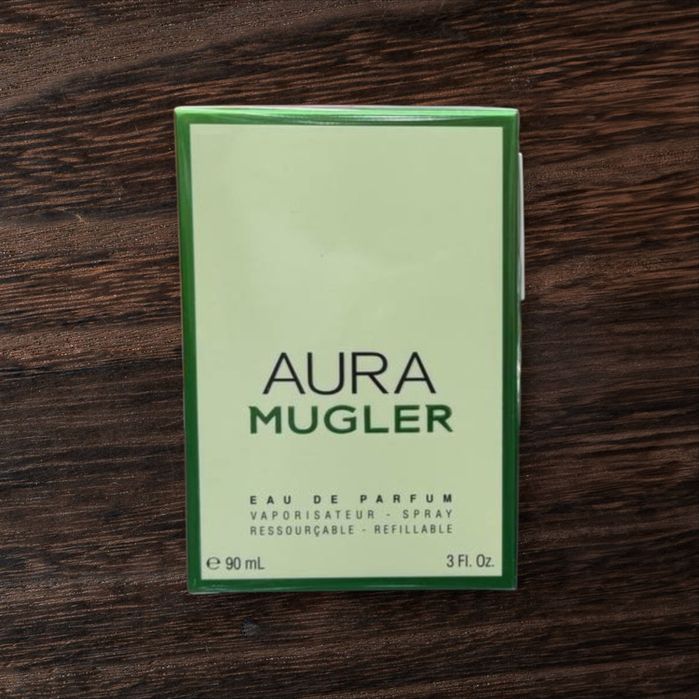 AURA
MUGLER
EAU DE PARFUM
VAPORISATEUR - SPRAY
RESSOURÇABLE - REFILLABLE
℮ 90 mL 3 Fl. Oz.